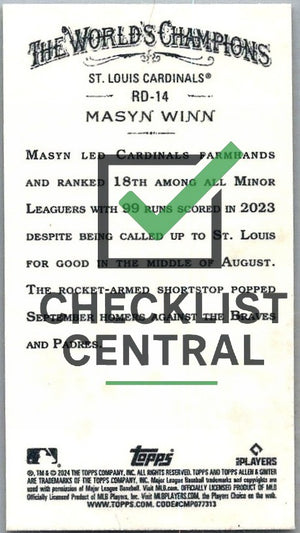 THE WORLD'S CHAMPIONS
ST. LOUIS CARDINALS®
RD-14
MASYN WINN
MASYN LED CARDINALS FARMHANDS
AND RANKED 18TH AMONG ALL MINOR
LEAGUERS WITH 99 RUNS SCORED IN 2023
DESPITE BEING CALLED UP TO ST. LOUIS
FOR GOOD IN THE MIDDLE OF AUGUST.
THE ROCKET-ARMED SHORTSTOP POPPED
SEPTEMBER HOMERS AGAINST THE BRAVES
AND PADRES.
CHECKLIST
CENTRAL
Topps
PLAYERS
®, TM & © 2024 THE TOPPS COMPANY, INC. ALL RIGHTS RESERVED. TOPPS AND TOPPS ALLEN & GINTER
ARE TRADEMARKS OF THE TOPPS COMPANY, INC. Major League Baseball trademarks and copyrights are
used with permission of Major League Baseball. Visit MLB.com. OFFICIALLY LICENSED PRODUCT OF MLB
Officially Licensed Product of MLB Players, Inc. Visit MLBPLAYERS.COM, the Players Choice on the web.
WWW.TOPPS.COM. CODE#CMP077313